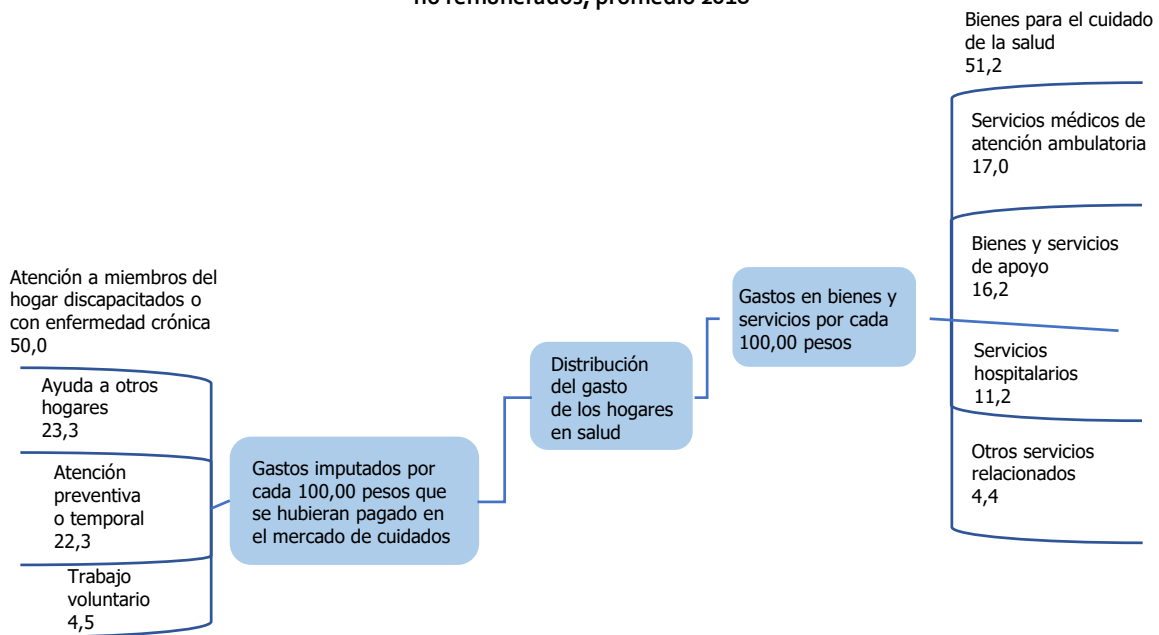 no remunerados, promedio 2018
Bienes para el cuidado
de la salud
51,2
Servicios médicos de
atención ambulatoria
17,0
Bienes y servicios
de apoyo
16,2
Servicios
hospitalarios
11,2
Otros servicios
relacionados
4,4
Gastos en bienes y
servicios por cada
100,00 pesos
Distribución
del gasto
de los hogares
en salud
Gastos imputados por
cada 100,00 pesos que
se hubieran pagado en
el mercado de cuidados
Atención a miembros del
hogar discapacitados o
con enfermedad crónica
50,0
Ayuda a otros
hogares
23,3
Atención
preventiva
o temporal
22,3
Trabajo
voluntario
4,5